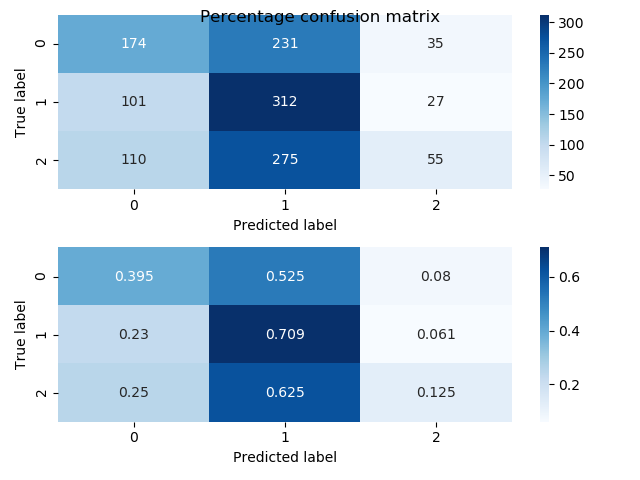 Percentage confusion matrix
True label
0 174 231 35
1 101 312 27
2 110 275 55
0 1 2
Predicted label
300
250
200
150
100
50
True label
0 0.395 0.525 0.08
1 0.23 0.709 0.061
2 0.25 0.625 0.125
0 1 2
Predicted label
0.6
0.4
0.2